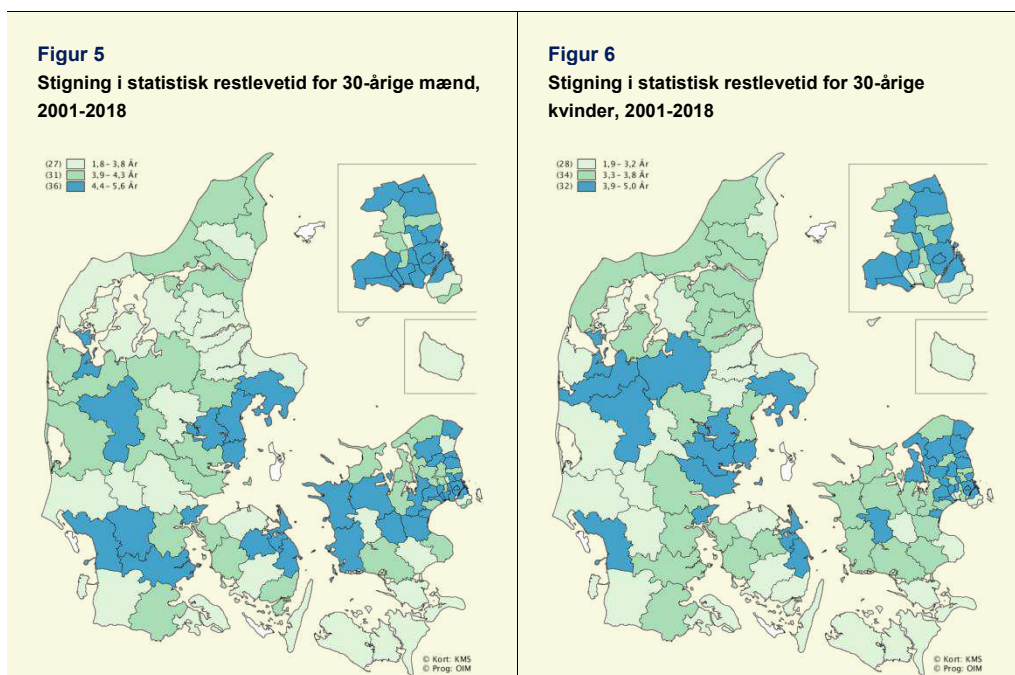 Figur 5
Stigning i statistisk restlevetid for 30-årige mænd,
2001-2018
(27) 1,8– 3,8 År
(31) 3,9– 4,3 År
(36) 4,4– 5,6 År
© Kort: KMS
© Prog: OIM
Figur 6
Stigning i statistisk restlevetid for 30-årige
kvinder, 2001-2018
(28) 1,9– 3,2 År
(34) 3,3– 3,8 År
(32) 3,9– 5,0 År
© Kort: KMS
© Prog: OIM